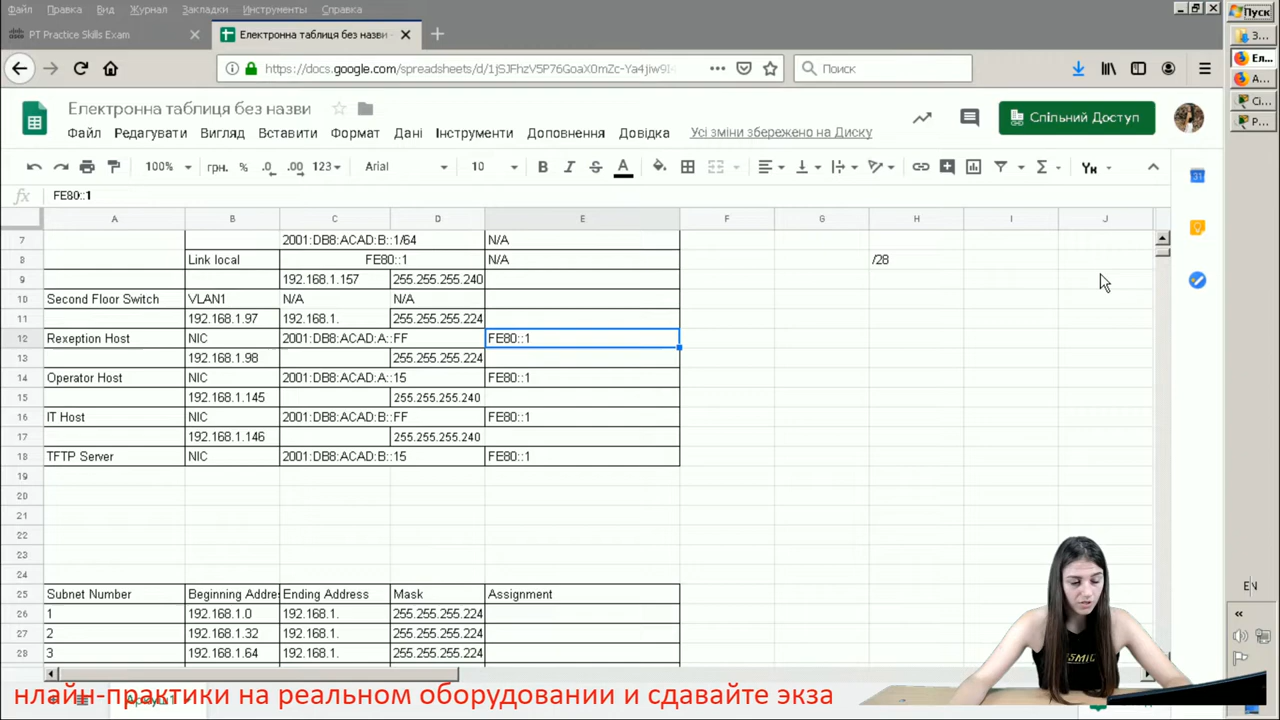 Файл Правка Вид Журнал Закладки Инструменты Справка
PT Practice Skills Exam
Електронна таблиця без назви -
Пуск
З...
Ел...
А...
Ci...
P...
https://docs.google.com/spreadsheets/d/
Поиск
Електронна таблиця без назви
Файл Редагувати Вигляд Вставити Формат Дані Інструменти Доповнення Довідка Усі зміни збережено на Диску
Спільний Доступ
100% грн. % .0 .00 123 Arial 10 B I S A Σ Үн
fx FE80::1
A B C D E F G H I J
7 2001:DB8:ACAD:B::1/64 N/A
8 Link local FE80::1 N/A /28
9 192.168.1.157 255.255.255.240
10 Second Floor Switch VLAN1 N/A N/A
11 192.168.1.97 192.168.1. 255.255.255.224
12 Rexeption Host NIC 2001:DB8:ACAD:A::FF FE80::1
13 192.168.1.98 255.255.255.224
14 Operator Host NIC 2001:DB8:ACAD:A::15 FE80::1
15 192.168.1.145 255.255.255.240
16 IT Host NIC 2001:DB8:ACAD:B::FF FE80::1
17 192.168.1.146 255.255.255.240
18 TFTP Server NIC 2001:DB8:ACAD:B::15 FE80::1
19
20
21
22
23
24
25 Subnet Number Beginning Addre Ending Address Mask Assignment
26 1 192.168.1.0 192.168.1. 255.255.255.224
27 2 192.168.1.32 192.168.1. 255.255.255.224
28 3 192.168.1.64 192.168.1. 255.255.255.224
EN
нлайн-практики на реальном оборудовании и сдавайте экза